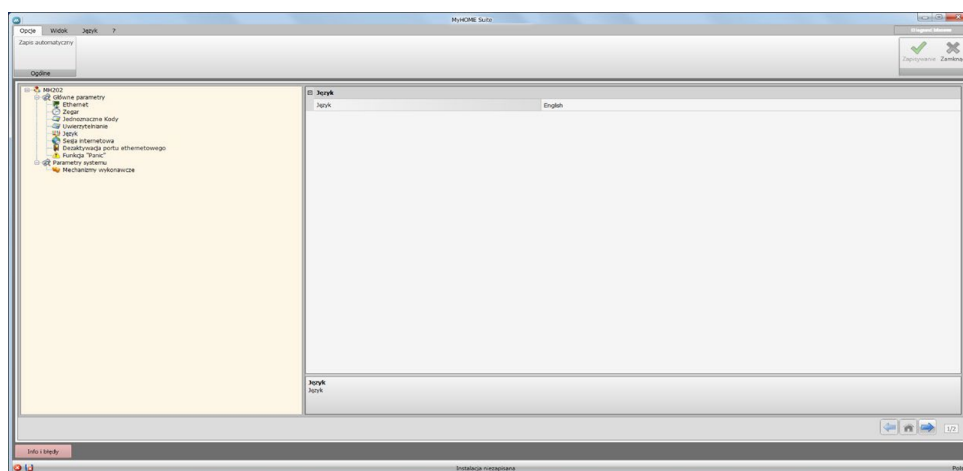 MyHOME Suite
Opcje Widok Język ?
Zapis automatyczny
Zapisywanie Zamkna
Ogólne
MH202
Główne parametry
Ethernet
Zegar
Jednoznaczne Kody
Uwierzytelnianie
Język
Sesja internetowa
Dezaktywacja portu ethernetowego
Funkcja "Panic"
Parametry systemu
Mechanizmy wykonawcze
Język
Język English
Język
Język
1/2
Info i błędy
Instalacja niezapisana